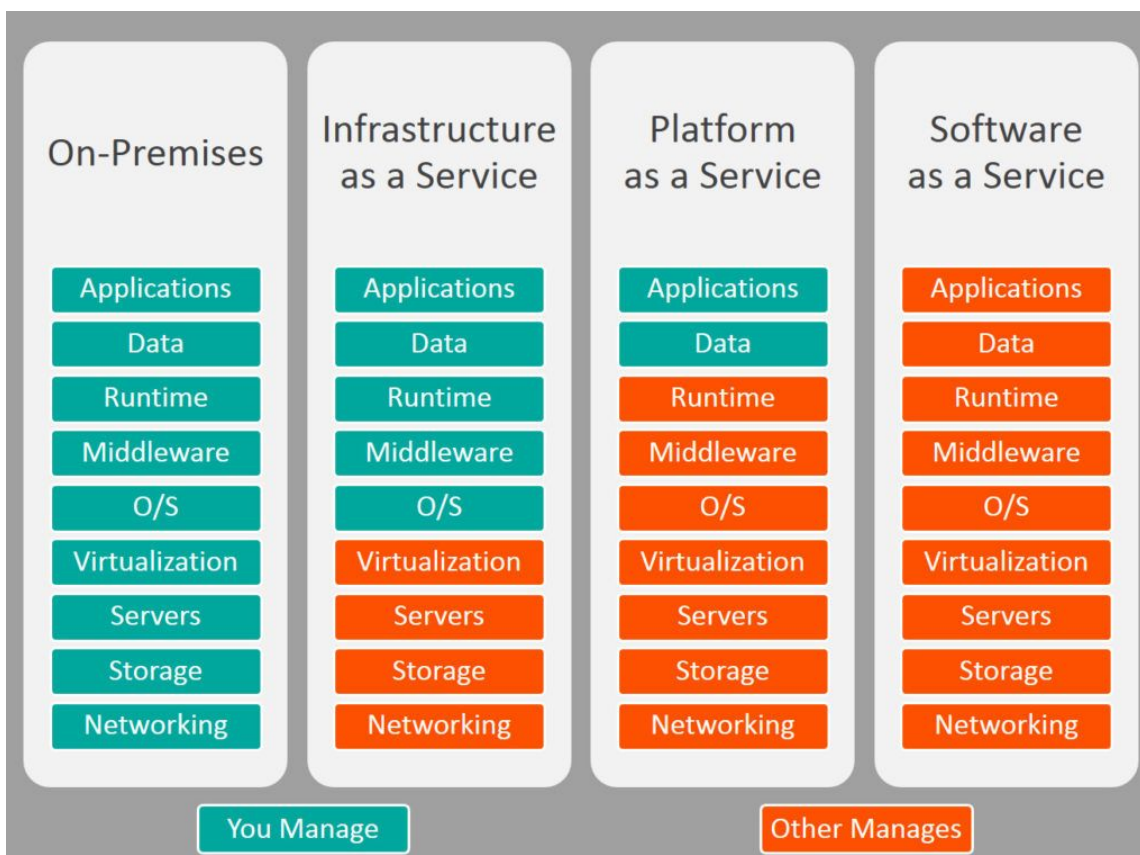 On-Premises
Infrastructure
as a Service
Platform
as a Service
Software
as a Service
Applications
Data
Runtime
Middleware
O/S
Virtualization
Servers
Storage
Networking
Applications
Data
Runtime
Middleware
O/S
Virtualization
Servers
Storage
Networking
Applications
Data
Runtime
Middleware
O/S
Virtualization
Servers
Storage
Networking
Applications
Data
Runtime
Middleware
O/S
Virtualization
Servers
Storage
Networking
You Manage
Other Manages